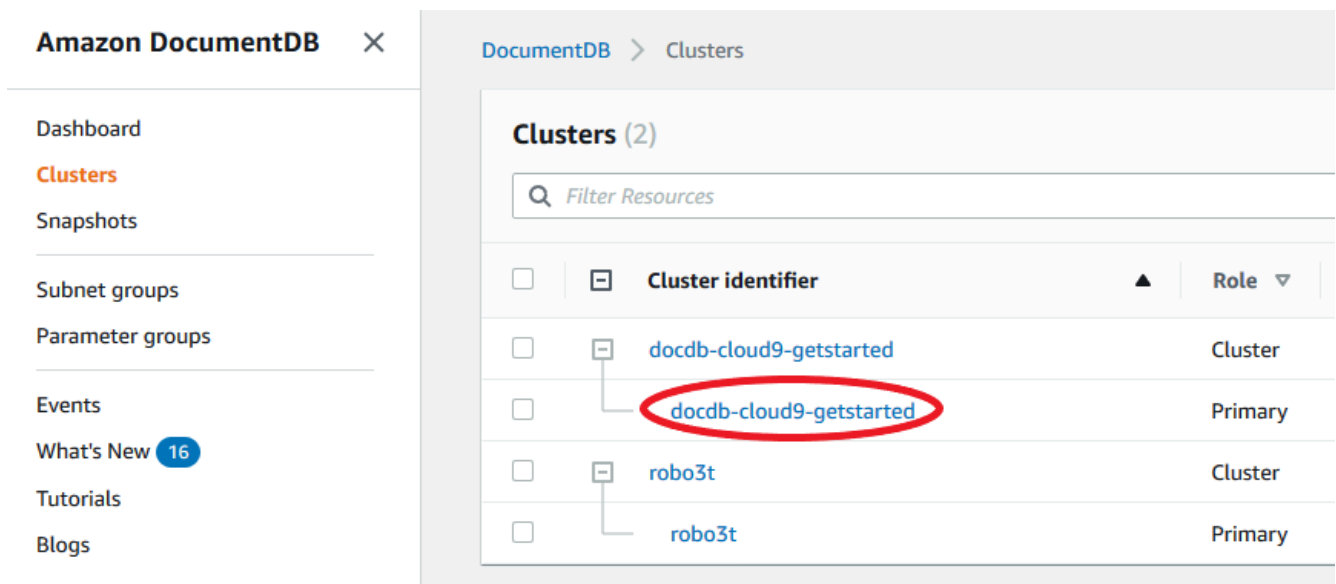 Amazon DocumentDB
Dashboard
Clusters
Snapshots
Subnet groups
Parameter groups
Events
What's New 16
Tutorials
Blogs
DocumentDB > Clusters
Clusters (2)
Filter Resources
Cluster identifier Role
docdb-cloud9-getstarted Cluster
docdb-cloud9-getstarted Primary
robo3t Cluster
robo3t Primary